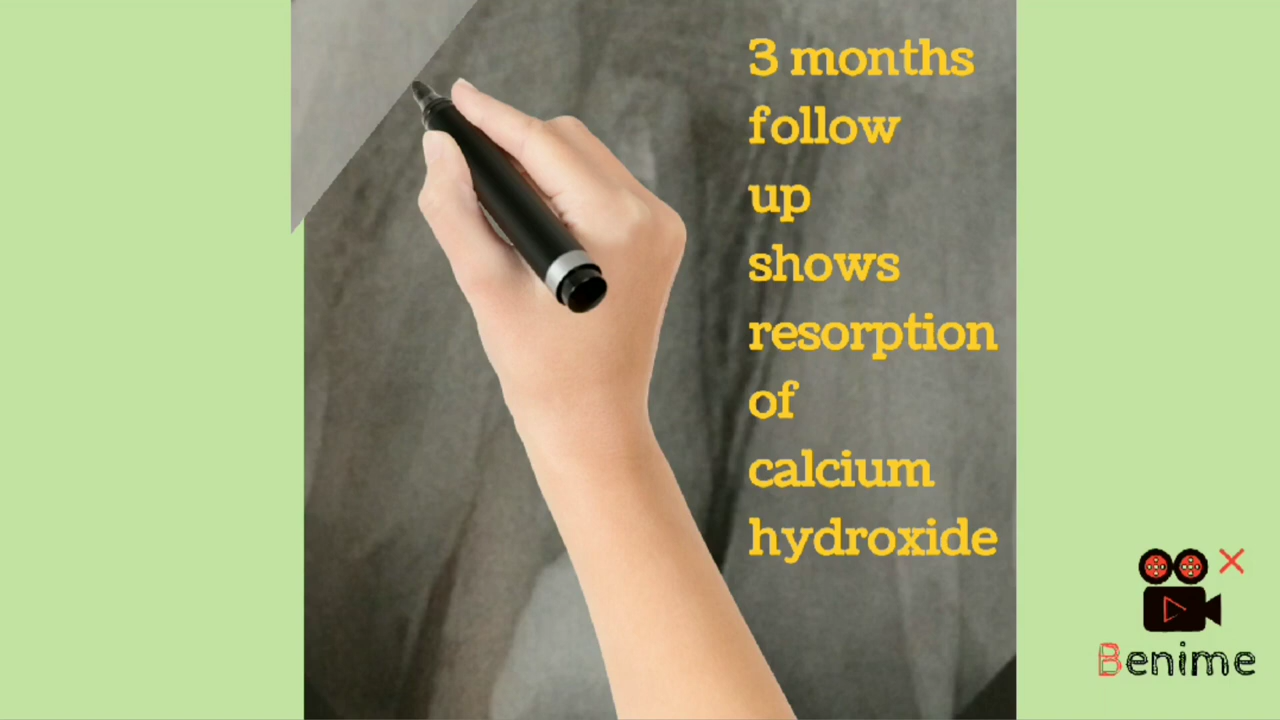 3 months
follow
up
shows
resorption
of
calcium
hydroxide
Benime